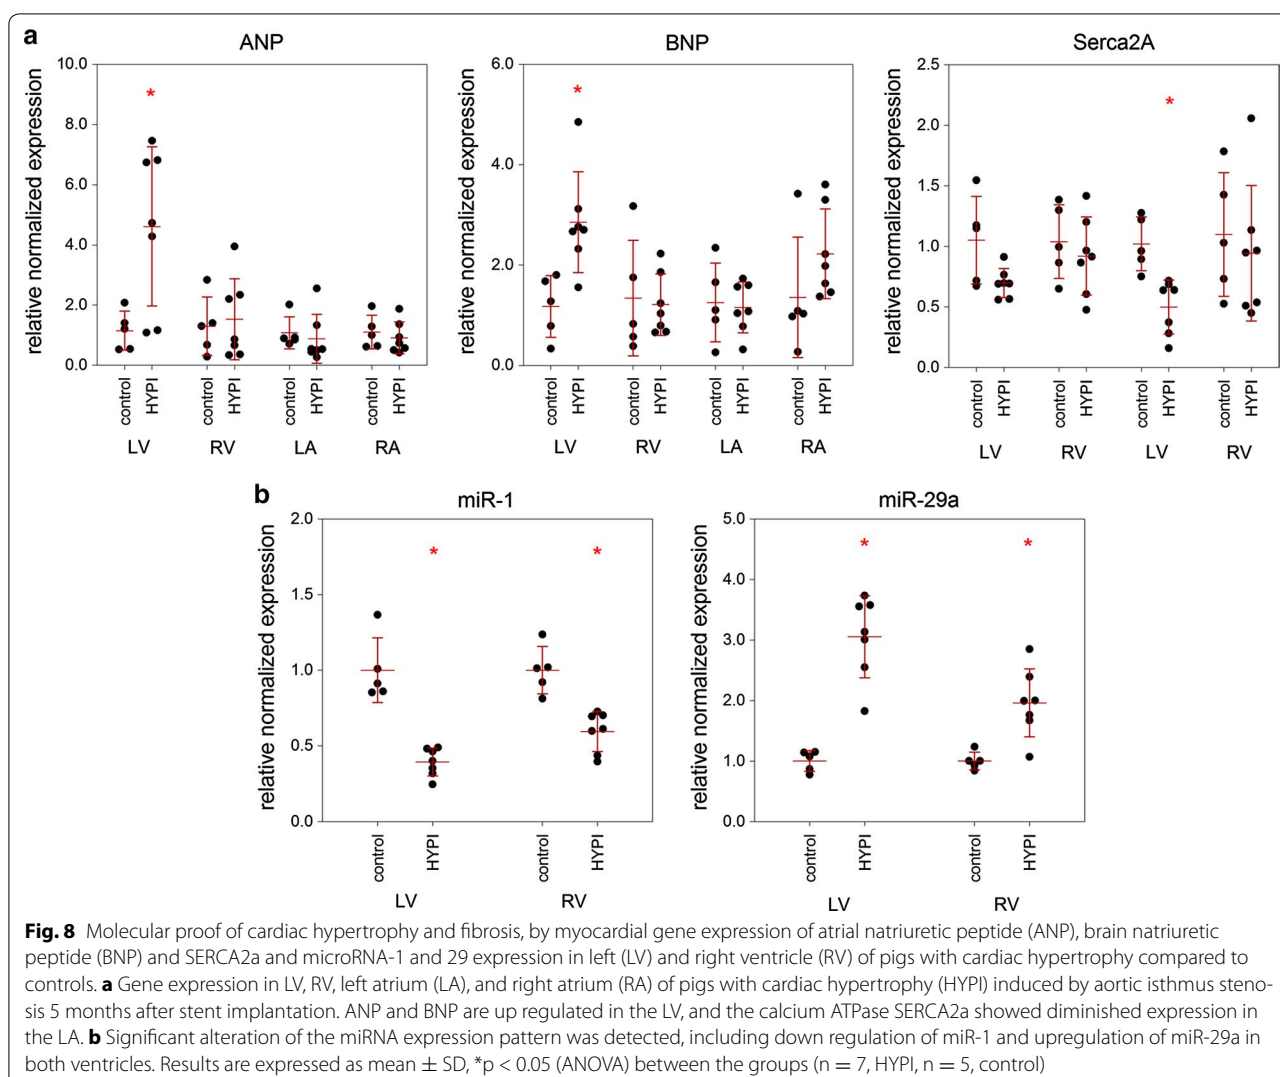 a
ANP
BNP
Serca2A
relative normalized expression
10.0
8.0
6.0
4.0
2.0
0.0
control
HYPI
control
HYPI
control
HYPI
control
HYPI
LV
RV
LA
RA
*
relative normalized expression
6.0
4.0
2.0
0.0
control
HYPI
control
HYPI
control
HYPI
control
HYPI
LV
RV
LA
RA
*
relative normalized expression
2.5
2.0
1.5
1.0
0.5
0.0
control
HYPI
control
HYPI
control
HYPI
control
HYPI
LV
RV
LV
RV
*
b
miR-1
miR-29a
relative normalized expression
2.0
1.5
1.0
0.5
0.0
control
HYPI
control
HYPI
LV
RV
*
*
relative normalized expression
5.0
4.0
3.0
2.0
1.0
0.0
control
HYPI
control
HYPI
LV
RV
*
*
Fig. 8 Molecular proof of cardiac hypertrophy and fibrosis, by myocardial gene expression of atrial natriuretic peptide (ANP), brain natriuretic
peptide (BNP) and SERCA2a and microRNA-1 and 29 expression in left (LV) and right ventricle (RV) of pigs with cardiac hypertrophy compared to
controls. a Gene expression in LV, RV, left atrium (LA), and right atrium (RA) of pigs with cardiac hypertrophy (HYPI) induced by aortic isthmus steno-
sis 5 months after stent implantation. ANP and BNP are up regulated in the LV, and the calcium ATPase SERCA2a showed diminished expression in
the LA. b Significant alteration of the miRNA expression pattern was detected, including down regulation of miR-1 and upregulation of miR-29a in
both ventricles. Results are expressed as mean ± SD, *p < 0.05 (ANOVA) between the groups (n = 7, HYPI, n = 5, control)